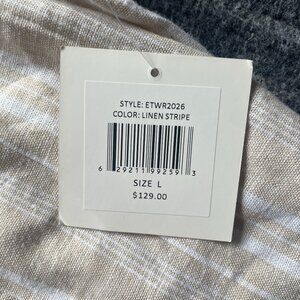 STYLE: ETWR2026
COLOR: LINEN STRIPE
6 29211 99259 3
SIZE L
$129.00